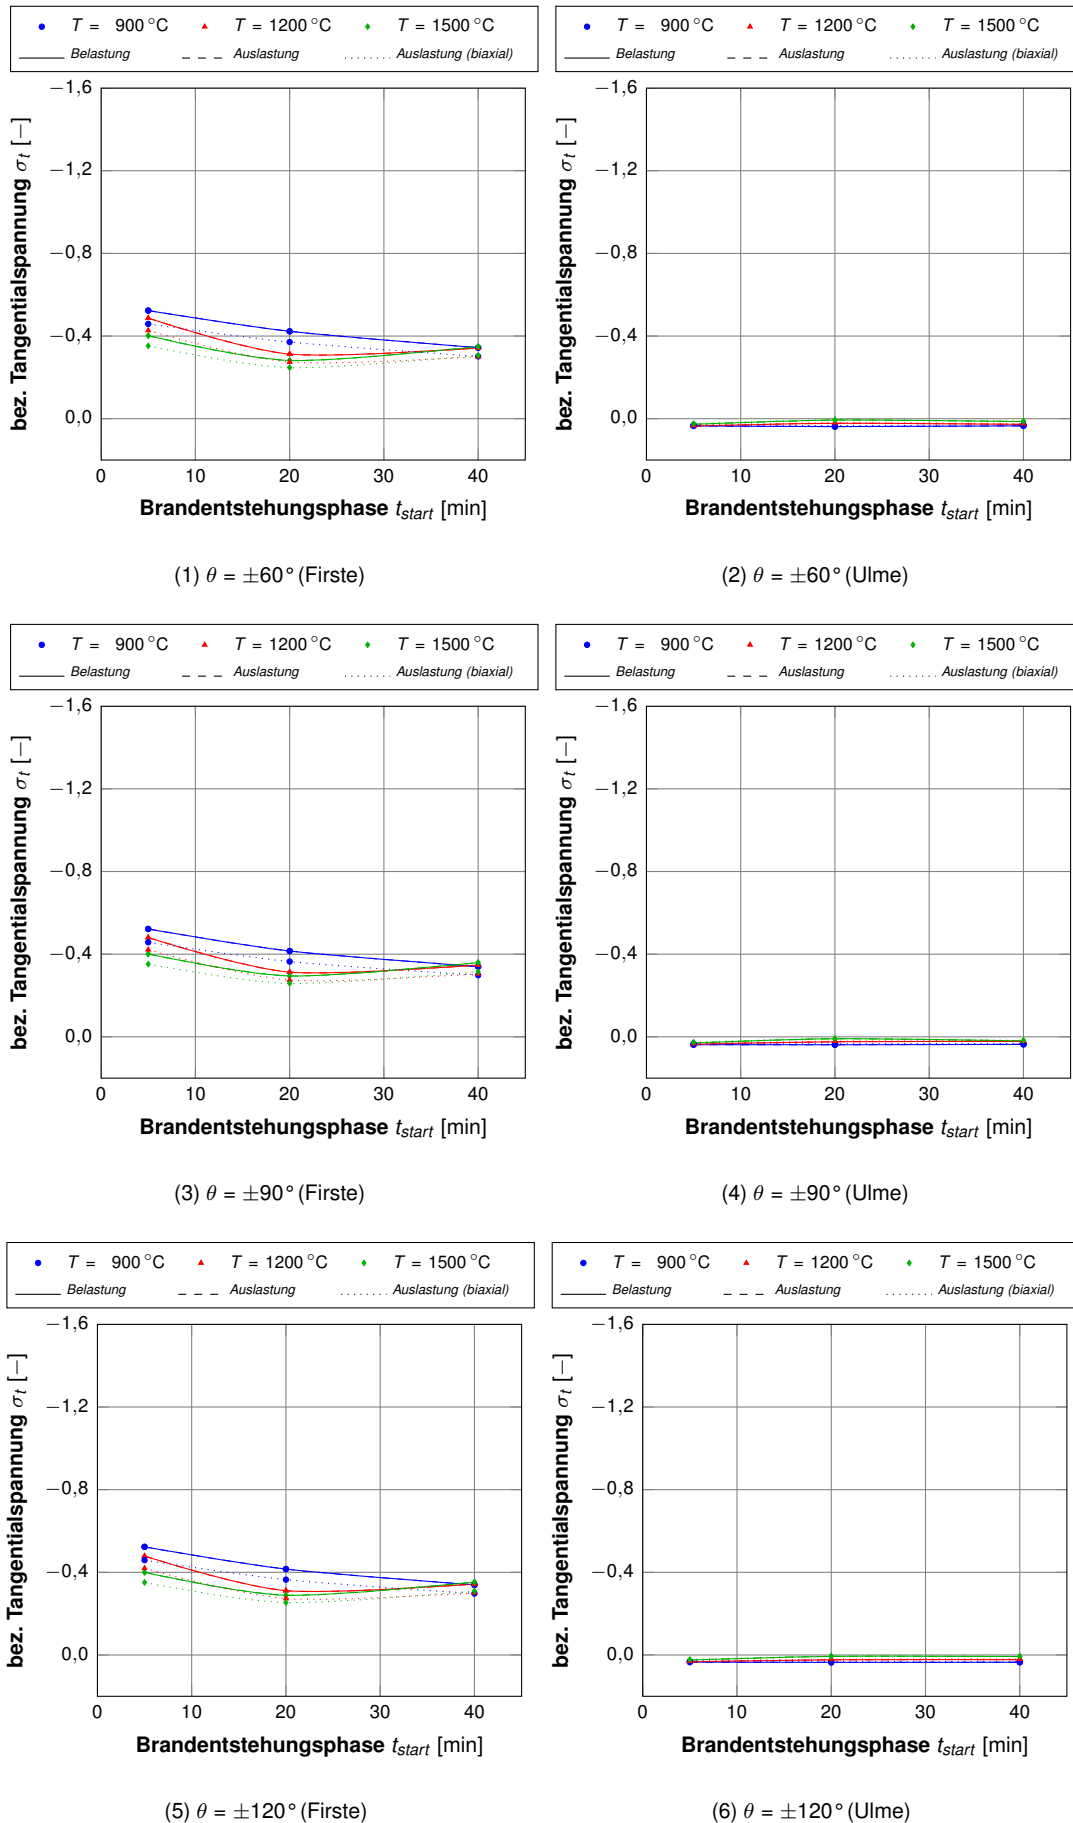 T = 900 °C T = 1200 °C T = 1500 °C
Belastung Auslastung Auslastung (biaxial)
−1,6
−1,2
−0,8
−0,4
0,0
bez. Tangentialspannung σt [−]
0 10 20 30 40
Brandentstehungsphase tstart [min]
(1) θ = ±60° (Firste)
T = 900 °C T = 1200 °C T = 1500 °C
Belastung Auslastung Auslastung (biaxial)
−1,6
−1,2
−0,8
−0,4
0,0
bez. Tangentialspannung σt [−]
0 10 20 30 40
Brandentstehungsphase tstart [min]
(2) θ = ±60° (Ulme)
T = 900 °C T = 1200 °C T = 1500 °C
Belastung Auslastung Auslastung (biaxial)
−1,6
−1,2
−0,8
−0,4
0,0
bez. Tangentialspannung σt [−]
0 10 20 30 40
Brandentstehungsphase tstart [min]
(3) θ = ±90° (Firste)
T = 900 °C T = 1200 °C T = 1500 °C
Belastung Auslastung Auslastung (biaxial)
−1,6
−1,2
−0,8
−0,4
0,0
bez. Tangentialspannung σt [−]
0 10 20 30 40
Brandentstehungsphase tstart [min]
(4) θ = ±90° (Ulme)
T = 900 °C T = 1200 °C T = 1500 °C
Belastung Auslastung Auslastung (biaxial)
−1,6
−1,2
−0,8
−0,4
0,0
bez. Tangentialspannung σt [−]
0 10 20 30 40
Brandentstehungsphase tstart [min]
(5) θ = ±120° (Firste)
T = 900 °C T = 1200 °C T = 1500 °C
Belastung Auslastung Auslastung (biaxial)
−1,6
−1,2
−0,8
−0,4
0,0
bez. Tangentialspannung σt [−]
0 10 20 30 40
Brandentstehungsphase tstart [min]
(6) θ = ±120° (Ulme)